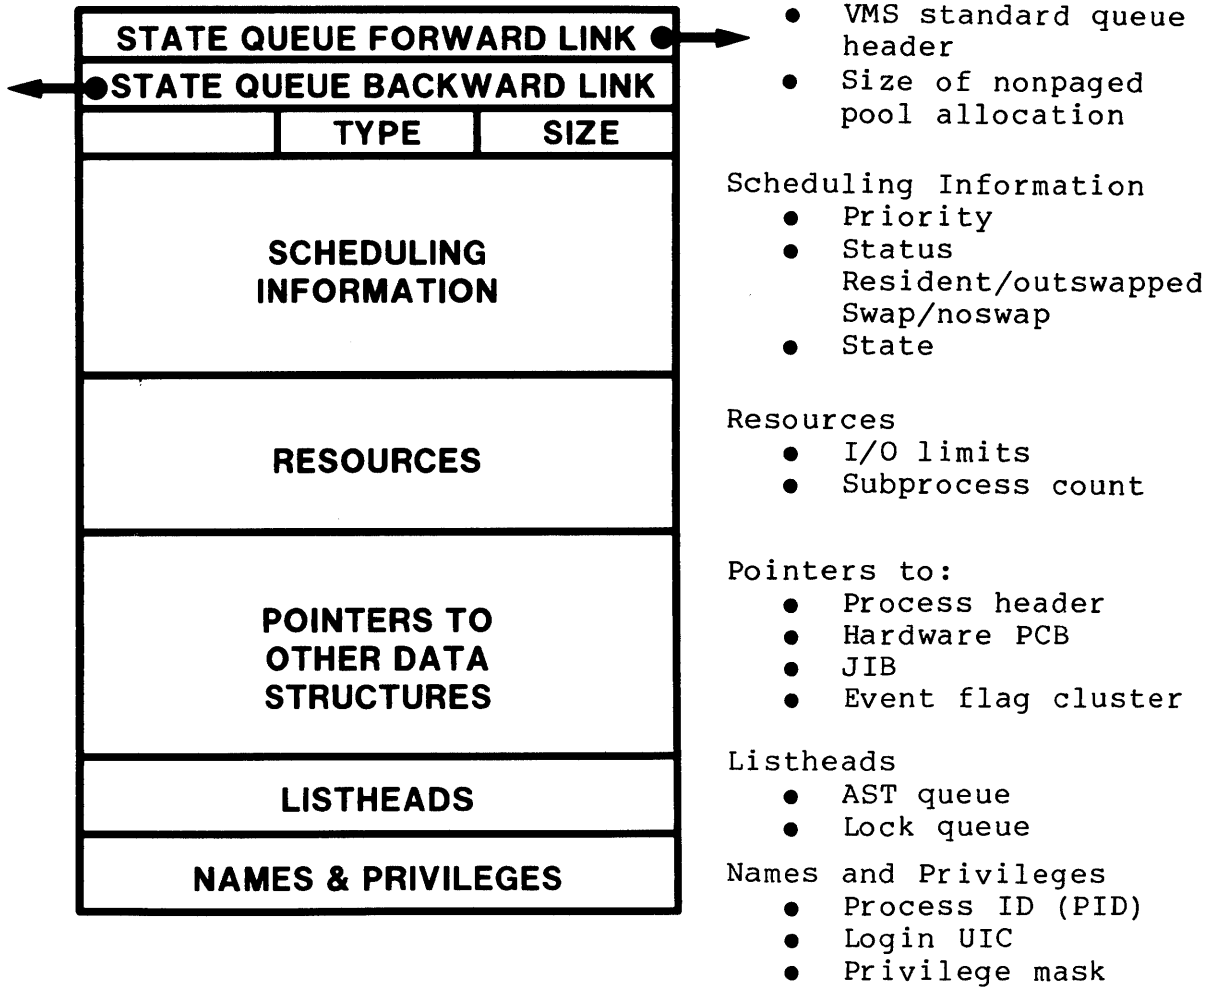 STATE QUEUE FORWARD LINK
STATE QUEUE BACKWARD LINK
TYPE
SIZE
SCHEDULING
INFORMATION
RESOURCES
POINTERS TO
OTHER DATA
STRUCTURES
LISTHEADS
NAMES & PRIVILEGES
● VMS standard queue
header
● Size of nonpaged
pool allocation
Scheduling Information
● Priority
● Status
Resident/outswapped
Swap/noswap
● State
Resources
● I/O limits
● Subprocess count
Pointers to:
● Process header
● Hardware PCB
● JIB
● Event flag cluster
Listheads
● AST queue
● Lock queue
Names and Privileges
● Process ID (PID)
● Login UIC
● Privilege mask